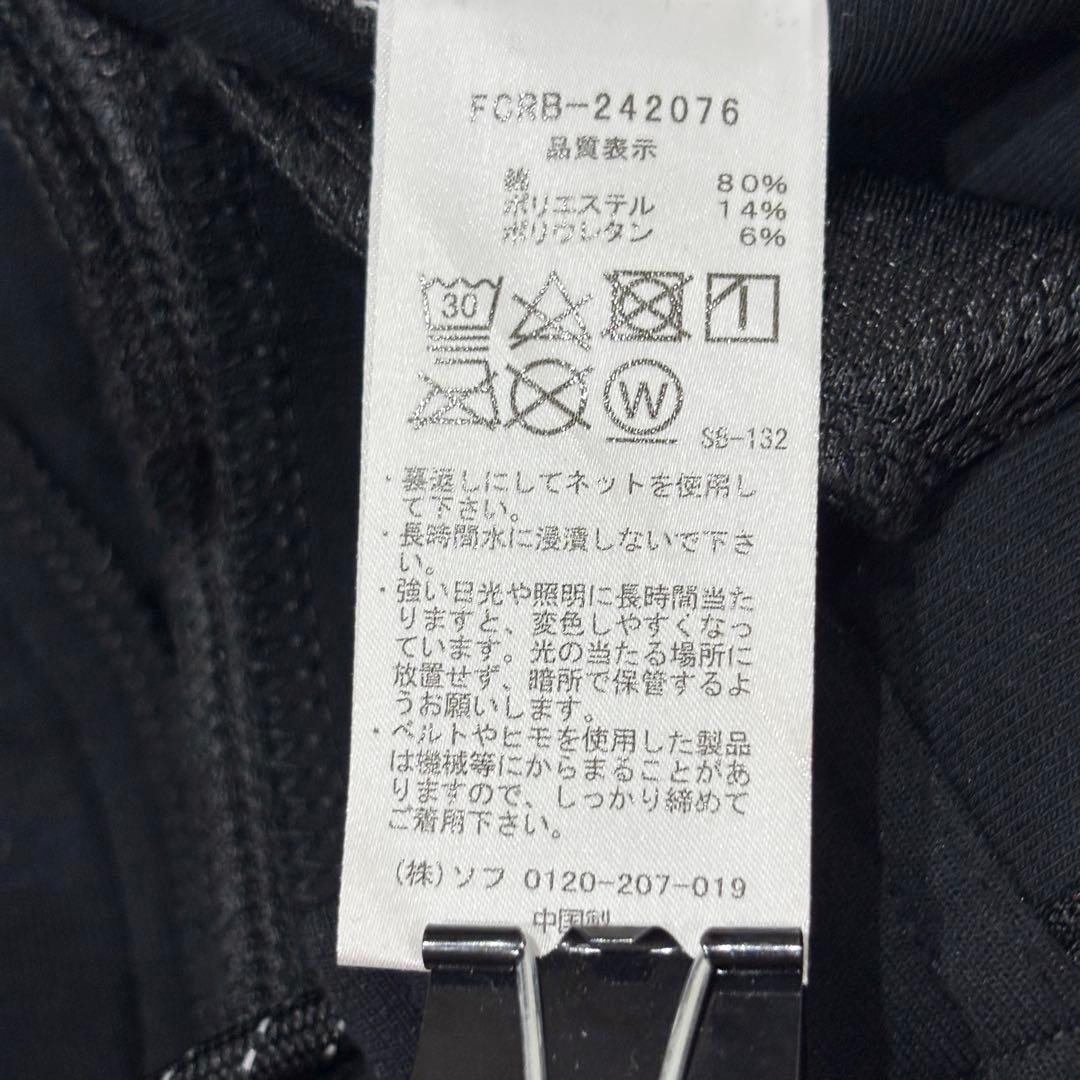 FCRB-242076
品質表示
綿 80%
ポリエステル 14%
ポリウレタン 6%
30
W
SB-132
・裏返しにしてネットを使用し
て下さい。
・長時間水に浸漬しないで下さ
い。
・強い日光や照明に長時間当た
りますと、変色しやすくなっ
ています。光の当たる場所に
放置せず、暗所で保管するよ
うお願いします。
・ベルトやヒモを使用した製品
は機械等にからまることがあ
りますので、しっかり締めて
ご着用下さい。
(株)ソフ 0120-207-019
中国製